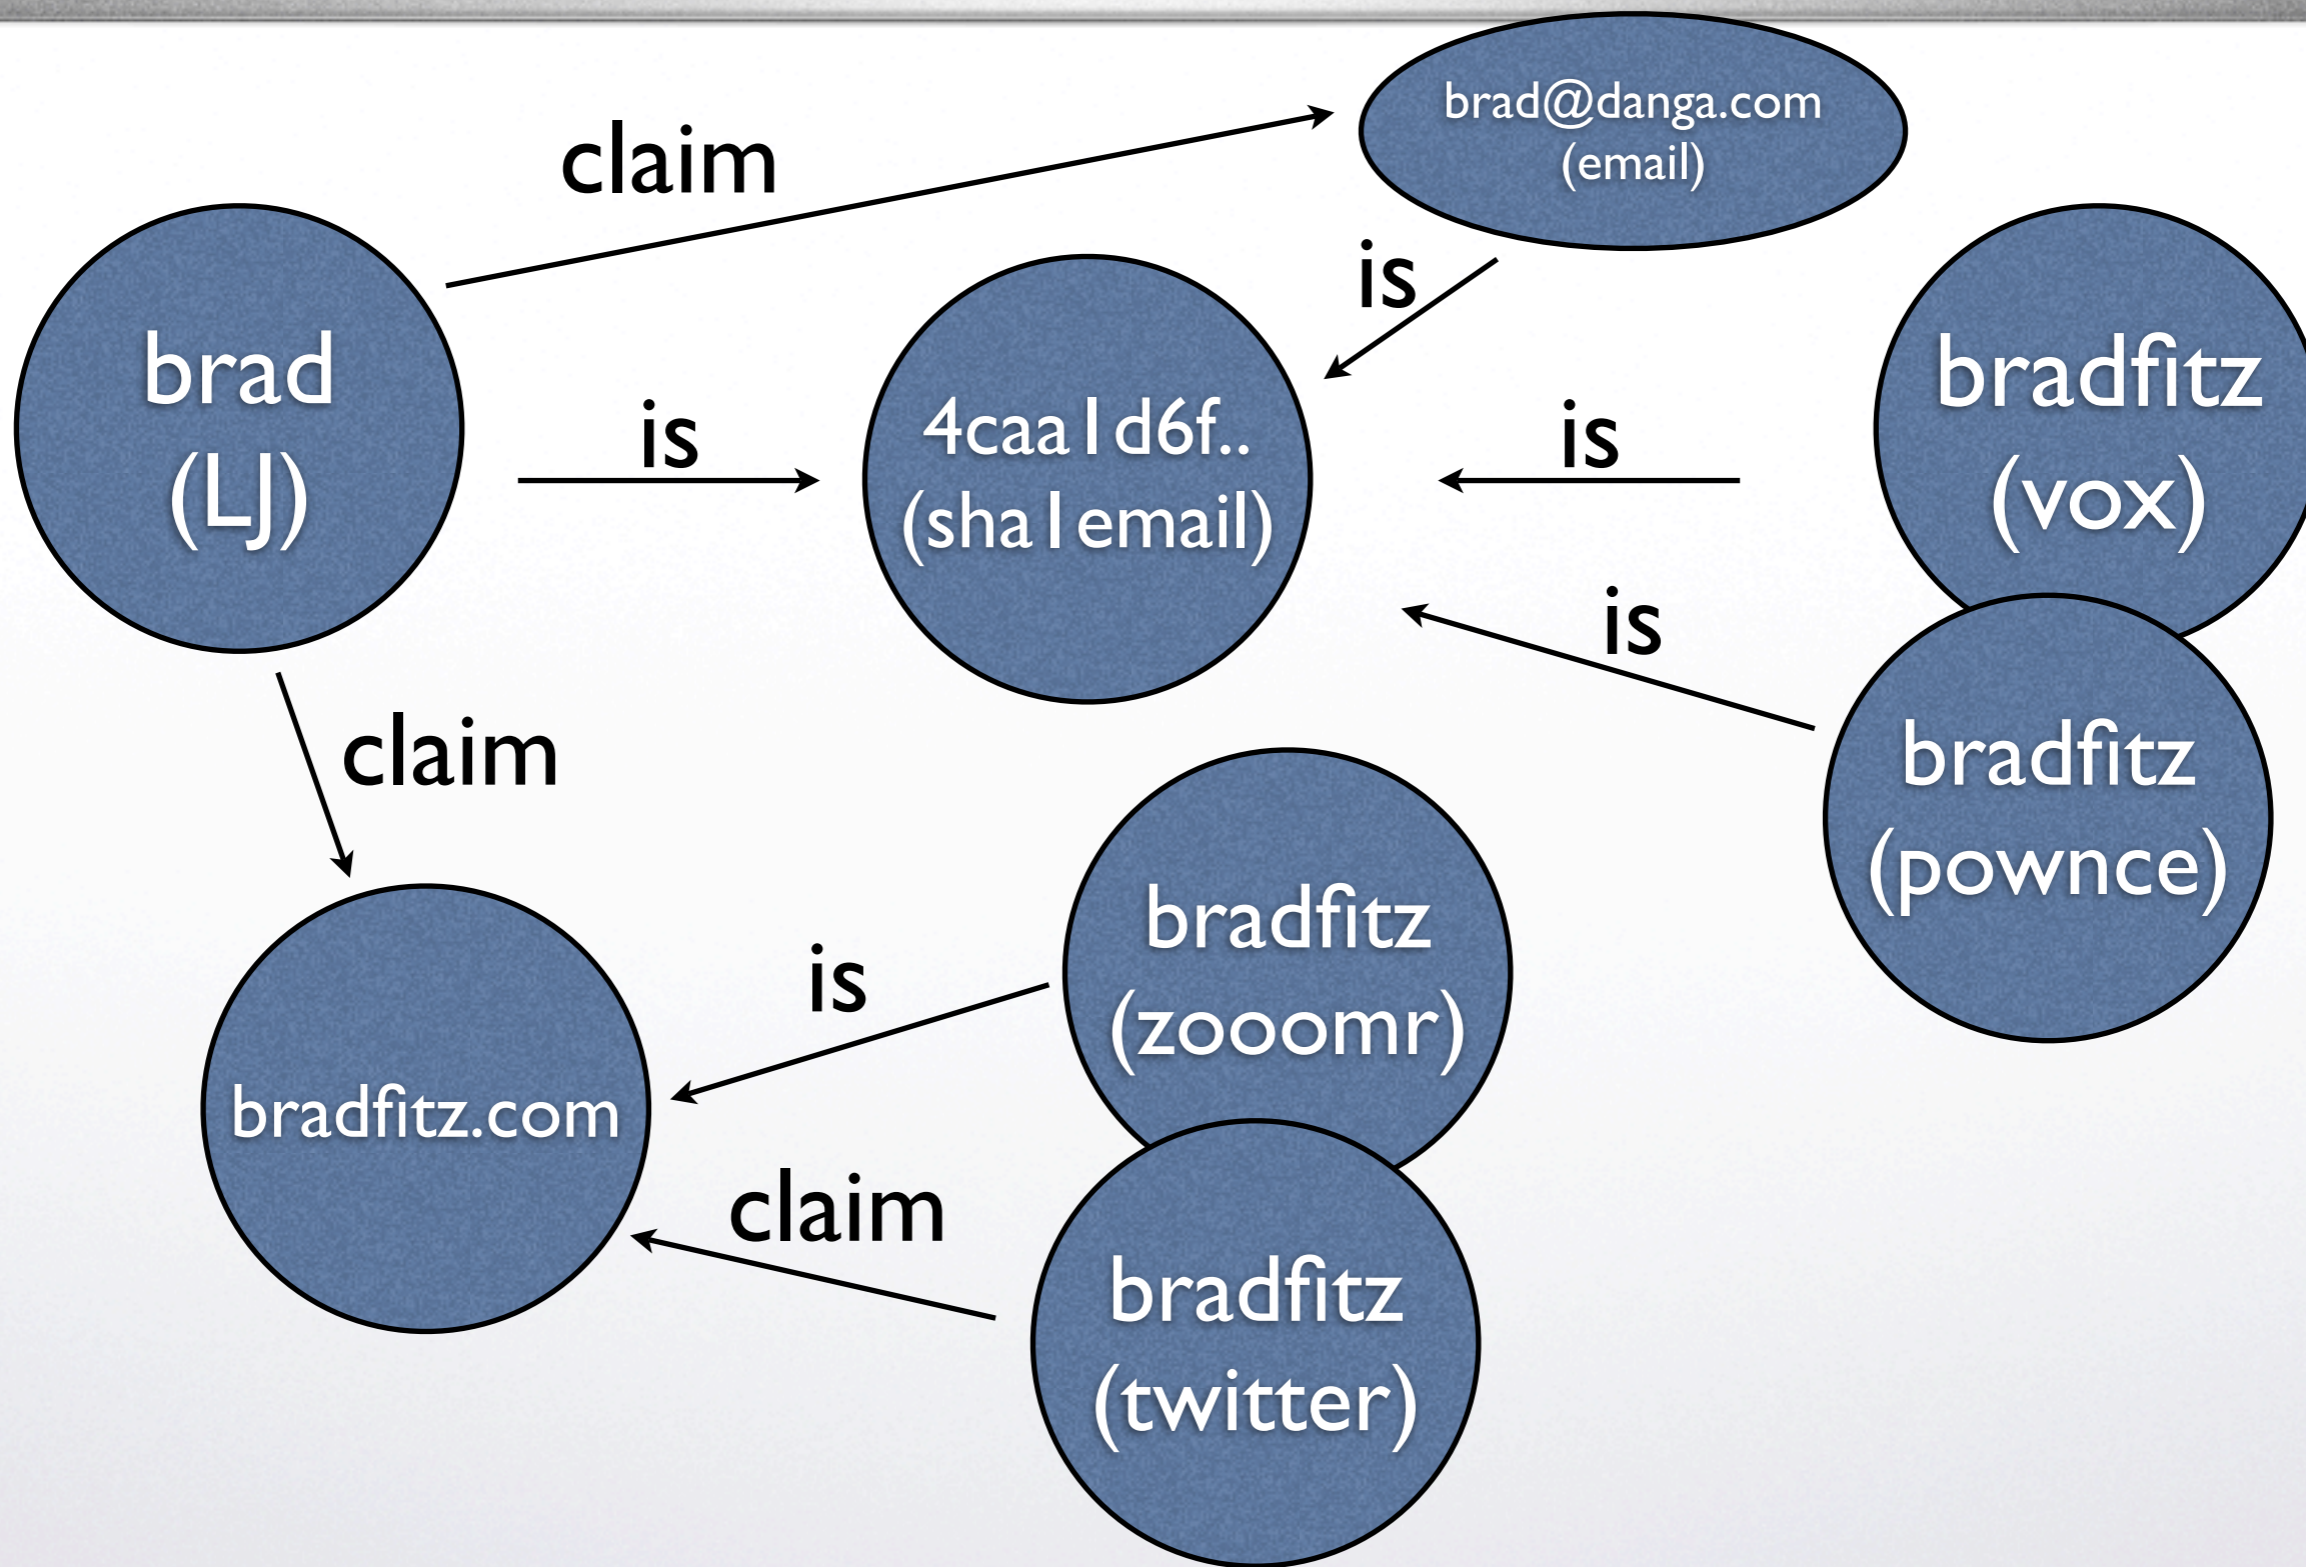 brad@danga.com
(email)
claim
is
brad
(LJ)
is
4caa1d6f..
(sha1email)
is
bradfitz
(vox)
is
claim
bradfitz
(pownce)
bradfitz
(zooomr)
is
bradfitz.com
claim
bradfitz
(twitter)